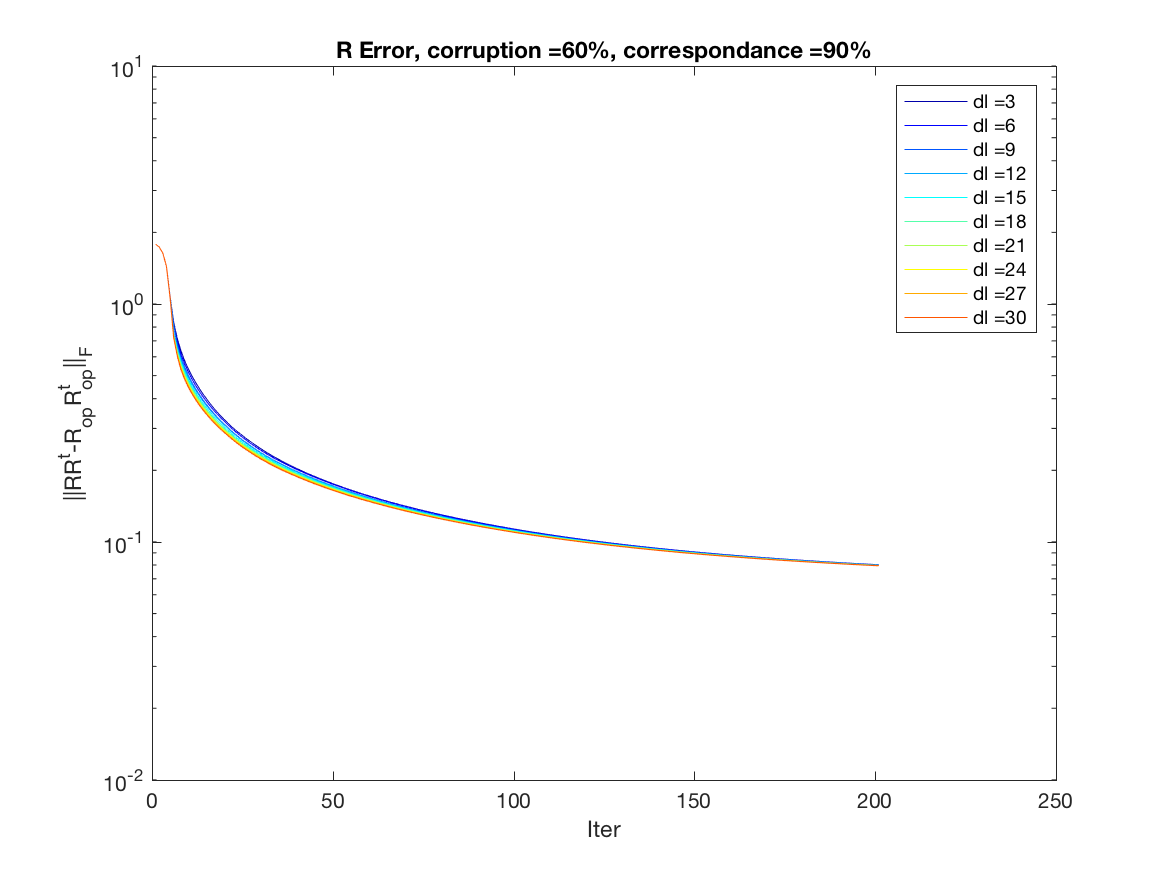 R Error, corruption =60%, correspondance =90%
10^1
10^0
10^-1
10^-2
||RR^t-R_op R^t_op||_F
0 50 100 150 200 250
Iter
dl =3
dl =6
dl =9
dl =12
dl =15
dl =18
dl =21
dl =24
dl =27
dl =30